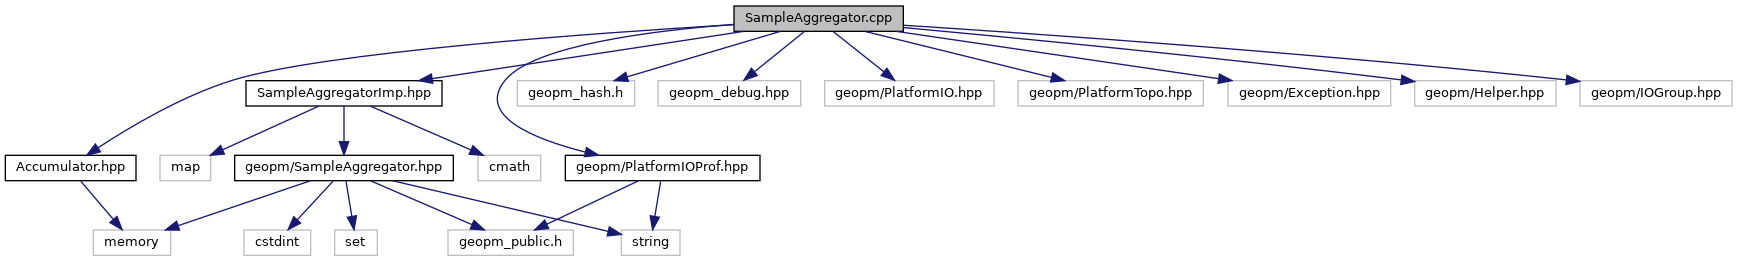 SampleAggregator.cpp
SampleAggregatorImp.hpp
geopm_hash.h
geopm_debug.hpp
geopm/PlatformIO.hpp
geopm/PlatformTopo.hpp
geopm/Exception.hpp
geopm/Helper.hpp
geopm/IOGroup.hpp
Accumulator.hpp
map
geopm/SampleAggregator.hpp
cmath
geopm/PlatformIOProf.hpp
memory
cstdint
set
geopm_public.h
string